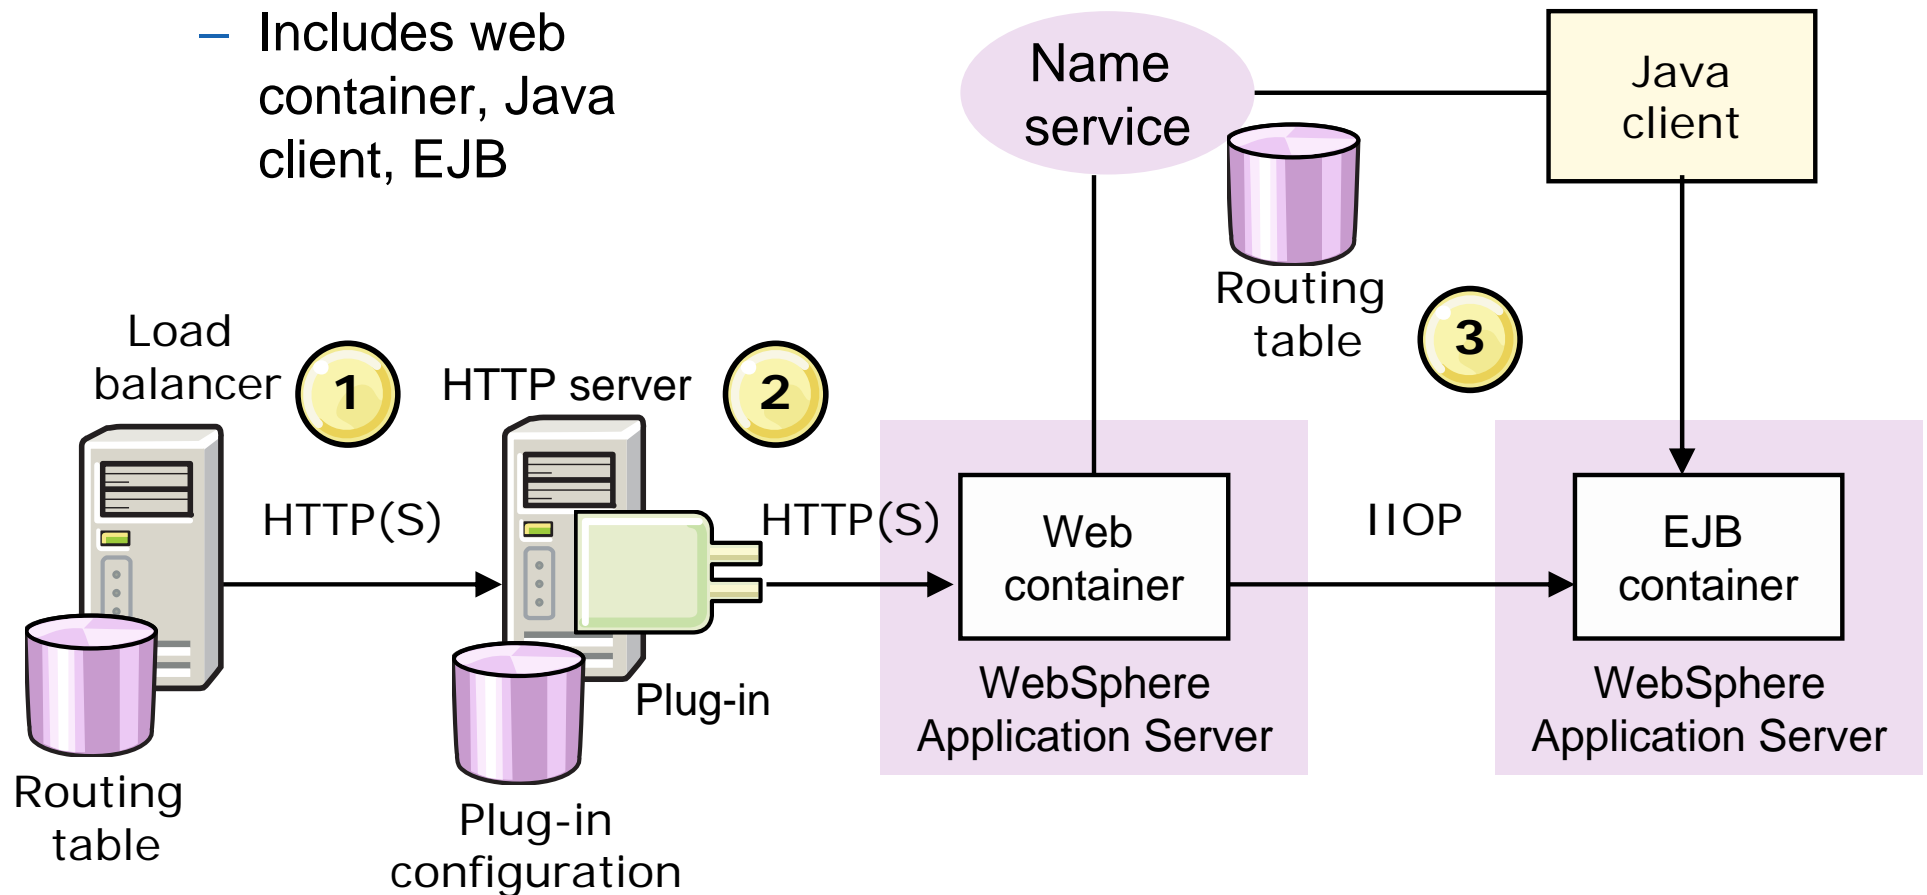 – Includes web
container, Java
client, EJB
Name
service
Java
client
Routing
table
3
Load
balancer
1
HTTP server
2
HTTP(S)
HTTP(S)
Web
container
IIOP
EJB
container
Plug-in
WebSphere
Application Server
WebSphere
Application Server
Routing
table
Plug-in
configuration